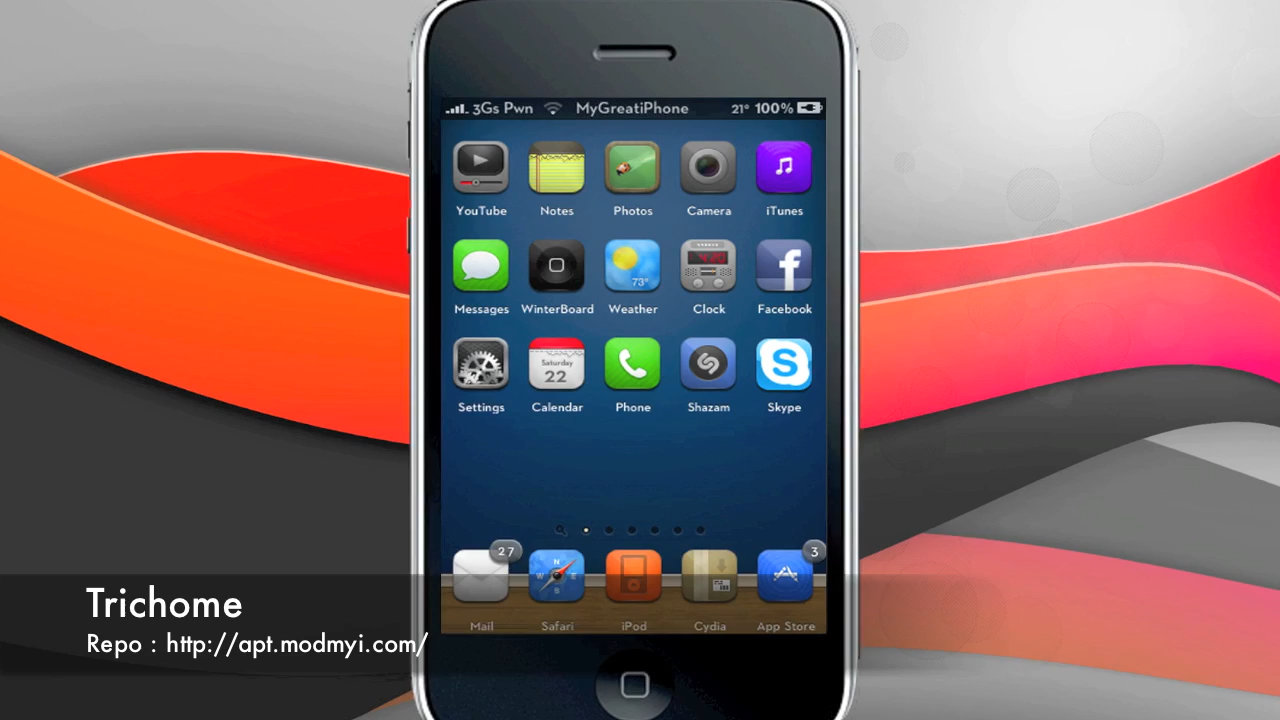 3Gs Pwn MyGreatiPhone 21° 100%
YouTube Notes Photos Camera iTunes
73°
Messages WinterBoard Weather Clock Facebook
Saturday
22
Settings Calendar Phone Shazam Skype
27 3
N
W E
S
Mail Safari iPod Cydia App Store
Trichome
Repo : http://apt.modmyi.com/